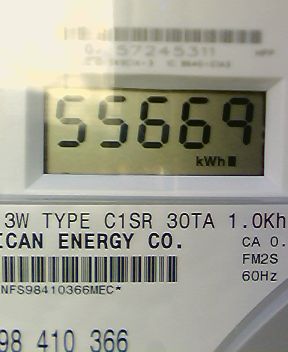 57245311
55669
kWh
3W TYPE C1SR 30TA 1.0Kh
ICAN ENERGY CO.
CA 0.
FM2S
60Hz
NFS98410366MEC*
98 410 366